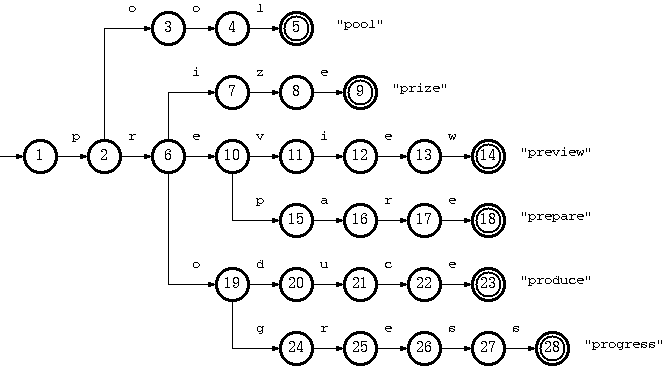 o o l
3 4 5 "pool"
i z e
7 8 9 "prize"
p r e v i e w
1 2 6 10 11 12 13 14 "preview"
p a r e
15 16 17 18 "prepare"
o d u c e
19 20 21 22 23 "produce"
g r e s s
24 25 26 27 28 "progress"